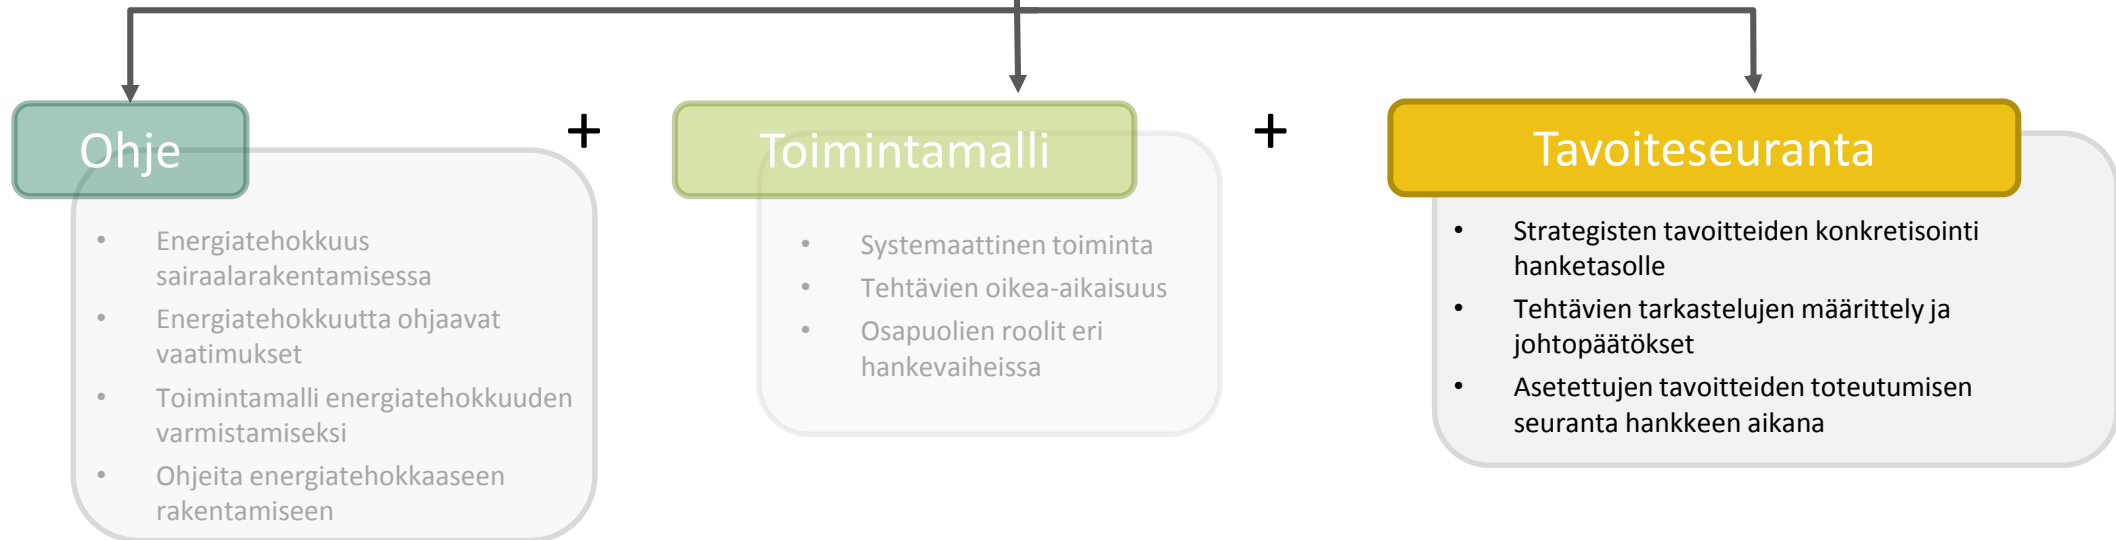 Ohje
• Energiatehokkuus
sairaalarakentamisessa
• Energiatehokkuutta ohjaavat
vaatimukset
• Toimintamalli energiatehokkuuden
varmistamiseksi
• Ohjeita energiatehokkaaseen
rakentamiseen
+
Toimintamalli
• Systemaattinen toiminta
• Tehtävien oikea-aikaisuus
• Osapuolien roolit eri
hankevaiheissa
+
Tavoiteseuranta
• Strategisten tavoitteiden konkretisointi
hanketasolle
• Tehtävien tarkastelujen määrittely ja
johtopäätökset
• Asetettujen tavoitteiden toteutumisen
seuranta hankkeen aikana